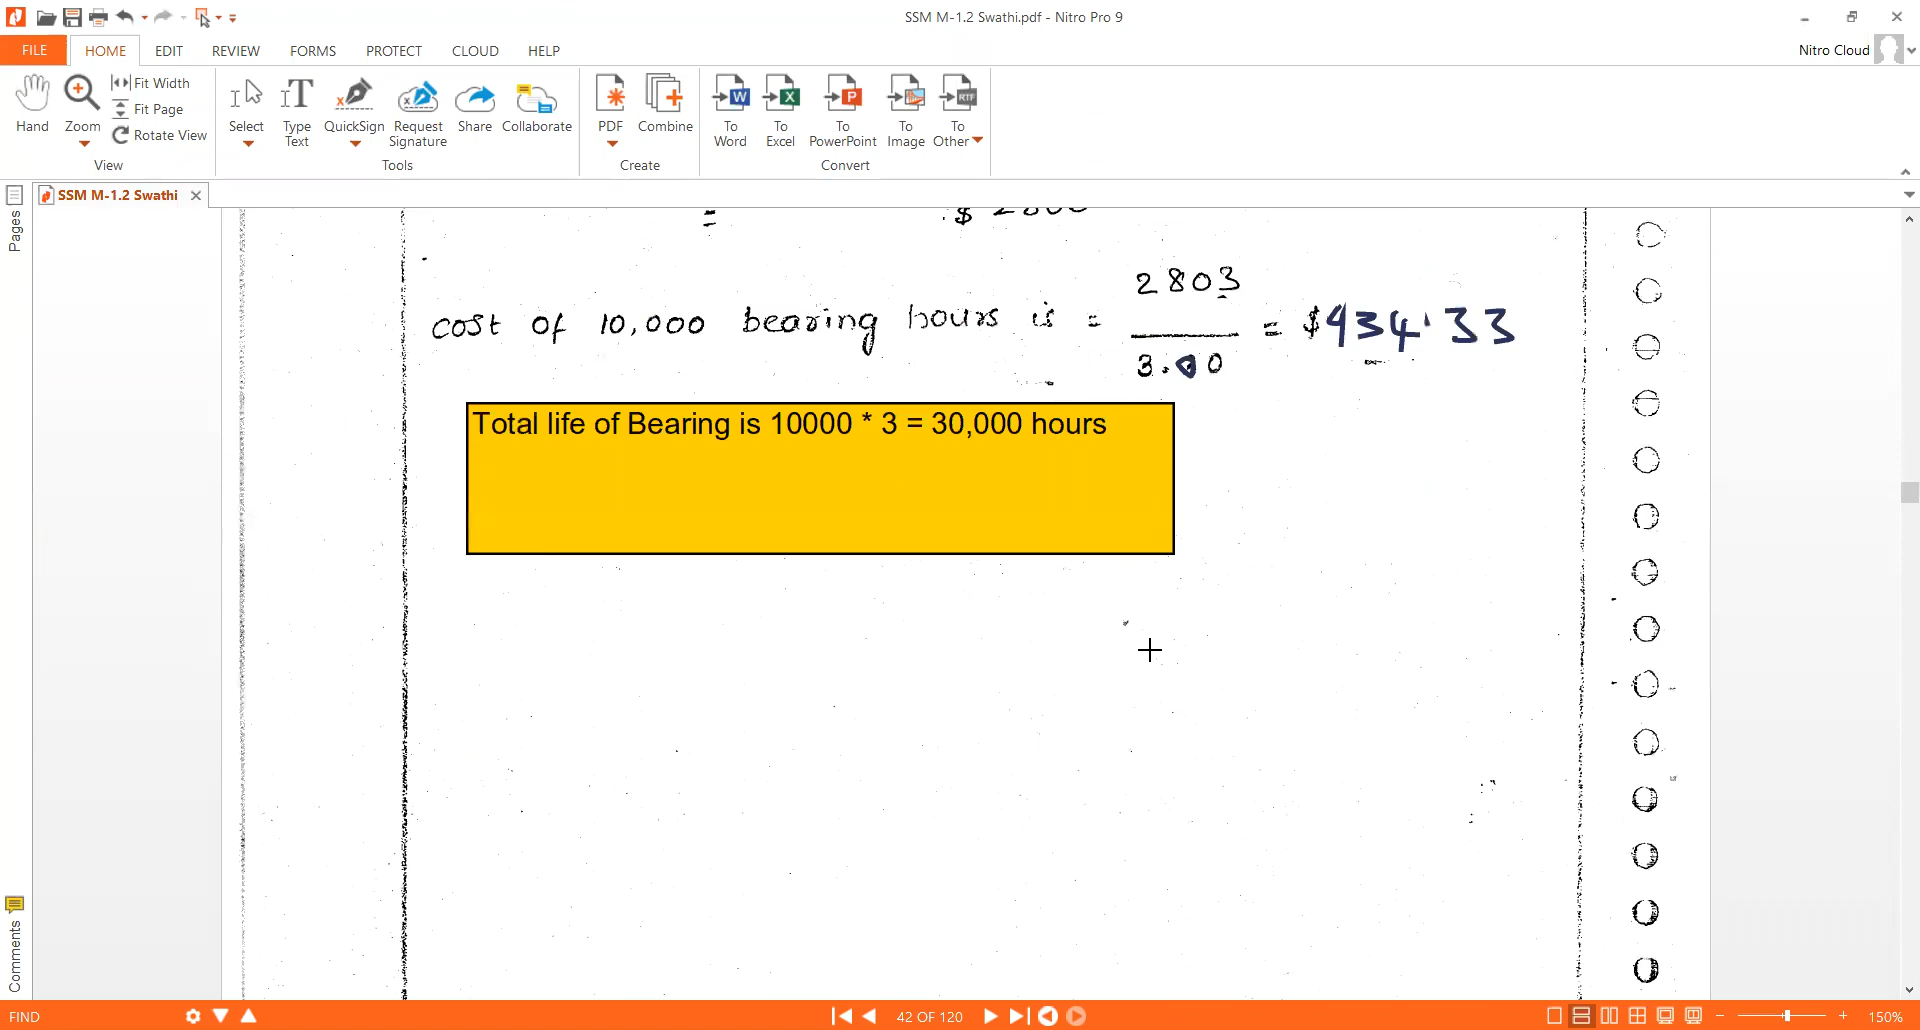 SSM M-1.2 Swathi.pdf - Nitro Pro 9
FILE HOME EDIT REVIEW FORMS PROTECT CLOUD HELP
Nitro Cloud
Hand
Zoom
Fit Width
Fit Page
Rotate View
View
Select
Type Text
QuickSign
Request Signature
Share
Collaborate
Tools
PDF
Combine
Create
To Word
To Excel
To PowerPoint
To Image
To Other
Convert
SSM M-1.2 Swathi
Pages
cost of 10,000 bearing hours is = 2803 / 3.00 = $934.33
Total life of Bearing is 10000 * 3 = 30,000 hours
Comments
FIND
42 OF 120
150%